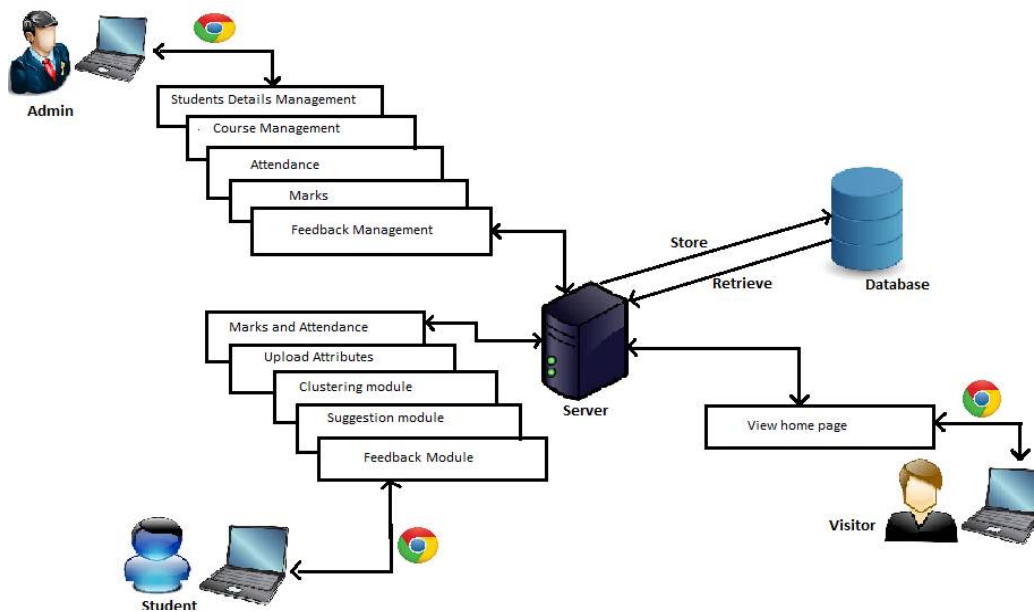 Admin
Students Details Management
Course Management
Attendance
Marks
Feedback Management
Store
Retrieve
Database
Marks and Attendance
Upload Attributes
Clustering module
Suggestion module
Feedback Module
Server
View home page
Visitor
Student